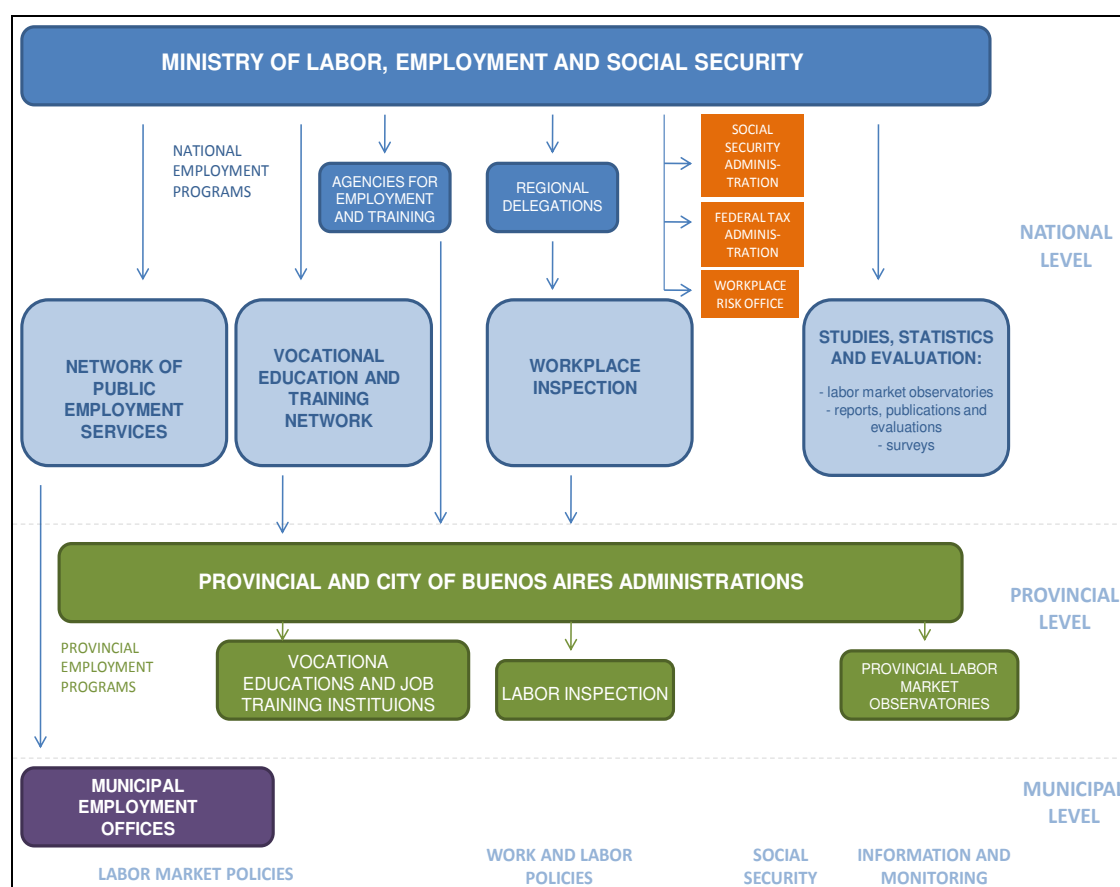 MINISTRY OF LABOR, EMPLOYMENT AND SOCIAL SECURITY
NATIONAL
EMPLOYMENT
PROGRAMS
AGENCIES FOR
EMPLOYMENT
AND TRAINING
REGIONAL
DELEGATIONS
SOCIAL
SECURITY
ADMINIS-
TRATION
FEDERAL TAX
ADMINIS-
TRATION
WORKPLACE
RISK OFFICE
NATIONAL
LEVEL
NETWORK OF
PUBLIC
EMPLOYMENT
SERVICES
VOCATIONAL
EDUCATION AND
TRAINING
NETWORK
WORKPLACE
INSPECTION
STUDIES, STATISTICS
AND EVALUATION:
- labor market observatories
- reports, publications and
evaluations
- surveys
PROVINCIAL AND CITY OF BUENOS AIRES ADMINISTRATIONS
PROVINCIAL
LEVEL
PROVINCIAL
EMPLOYMENT
PROGRAMS
VOCATIONA
EDUCATIONS AND JOB
TRAINING INSTITUIONS
LABOR INSPECTION
PROVINCIAL LABOR
MARKET
OBSERVATORIES
MUNICIPAL
EMPLOYMENT
OFFICES
MUNICIPAL
LEVEL
LABOR MARKET POLICIES
WORK AND LABOR
POLICIES
SOCIAL
SECURITY
INFORMATION AND
MONITORING